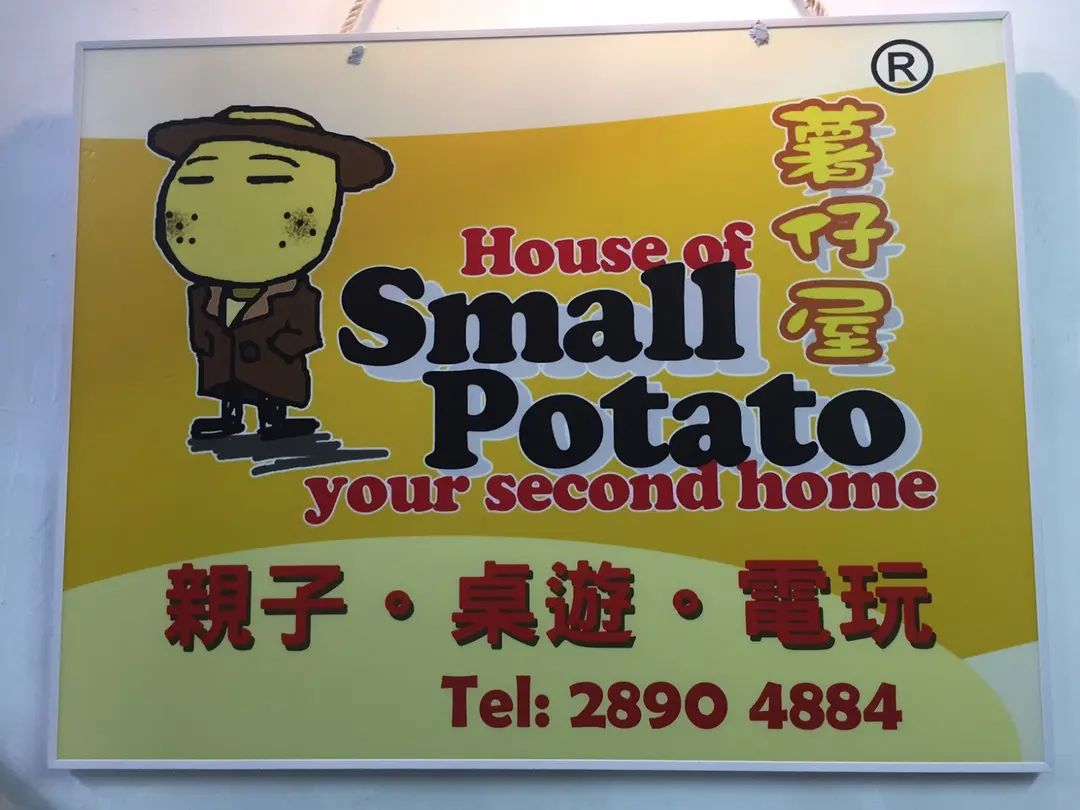 ®
薯仔屋
House of
Small
Potato
your second home
親子。桌遊。電玩
Tel: 2890 4884